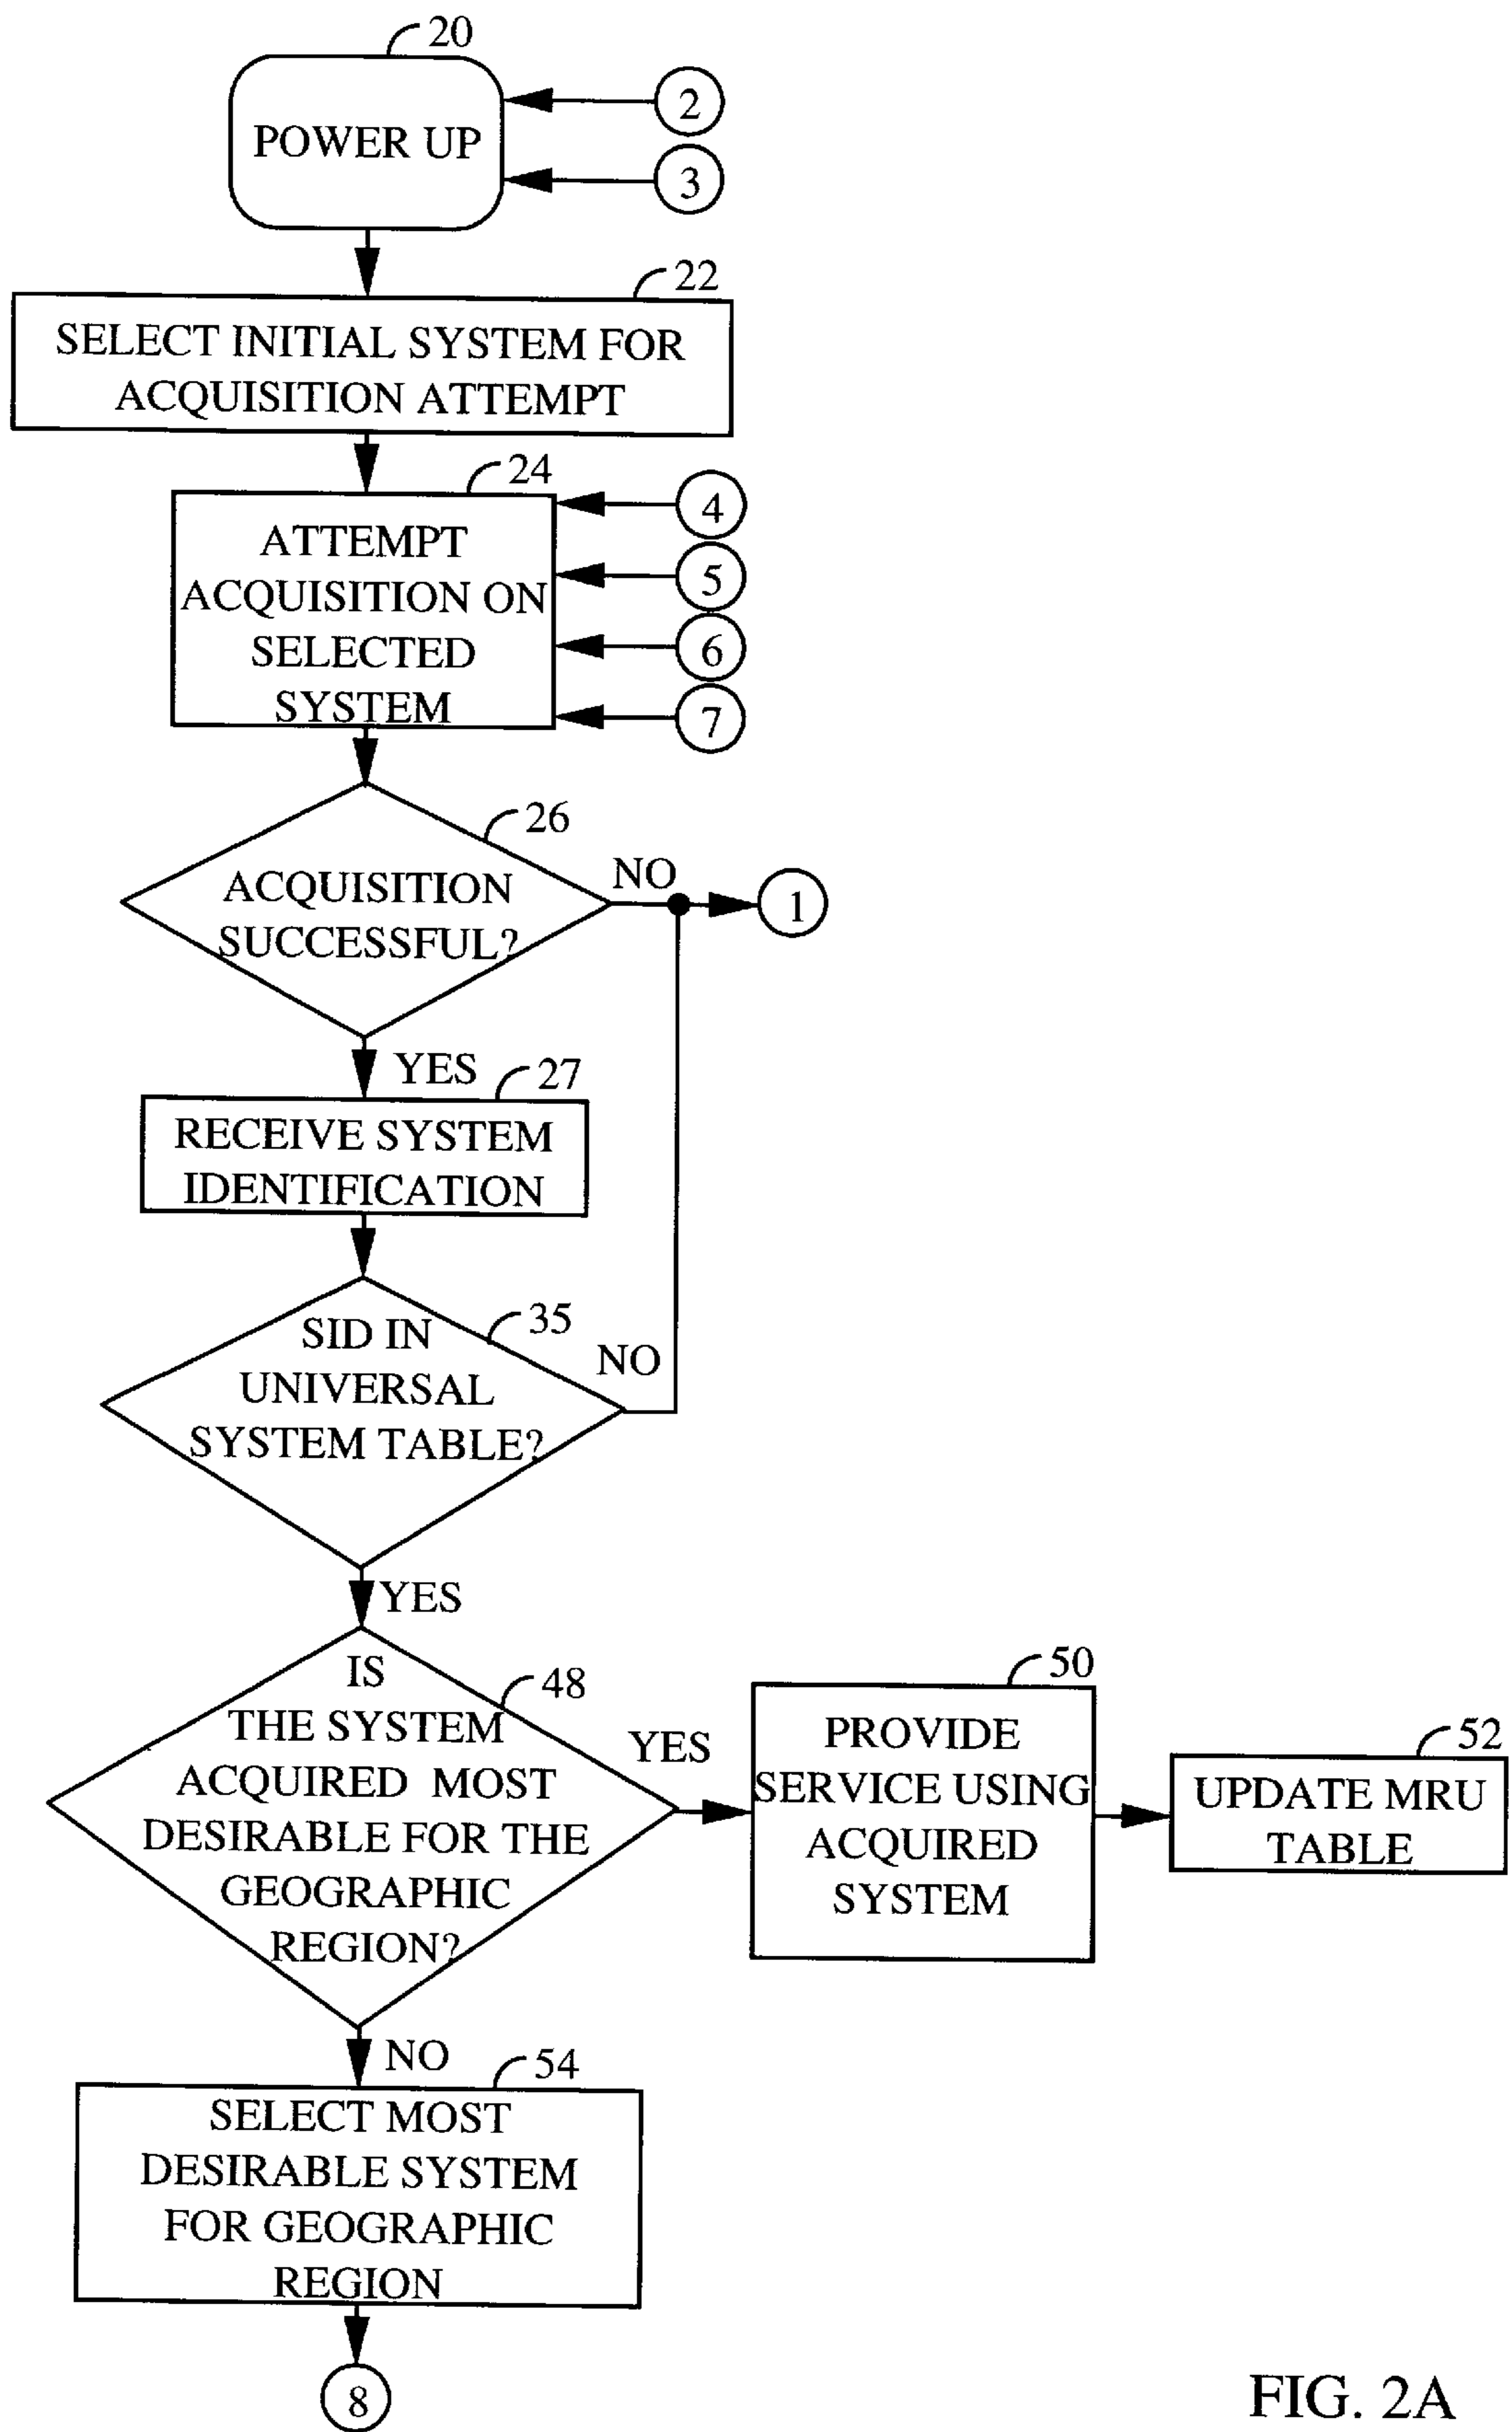 20
POWER UP
2
3
22
SELECT INITIAL SYSTEM FOR
ACQUISITION ATTEMPT
24
ATTEMPT
ACQUISITION ON
SELECTED
SYSTEM
4
5
6
7
26
ACQUISITION
SUCCESSFUL?
NO
1
YES
27
RECEIVE SYSTEM
IDENTIFICATION
35
SID IN
UNIVERSAL
SYSTEM TABLE?
NO
YES
48
IS
THE SYSTEM
ACQUIRED MOST
DESIRABLE FOR THE
GEOGRAPHIC
REGION?
YES
50
PROVIDE
SERVICE USING
ACQUIRED
SYSTEM
52
UPDATE MRU
TABLE
NO
54
SELECT MOST
DESIRABLE SYSTEM
FOR GEOGRAPHIC
REGION
8
FIG. 2A